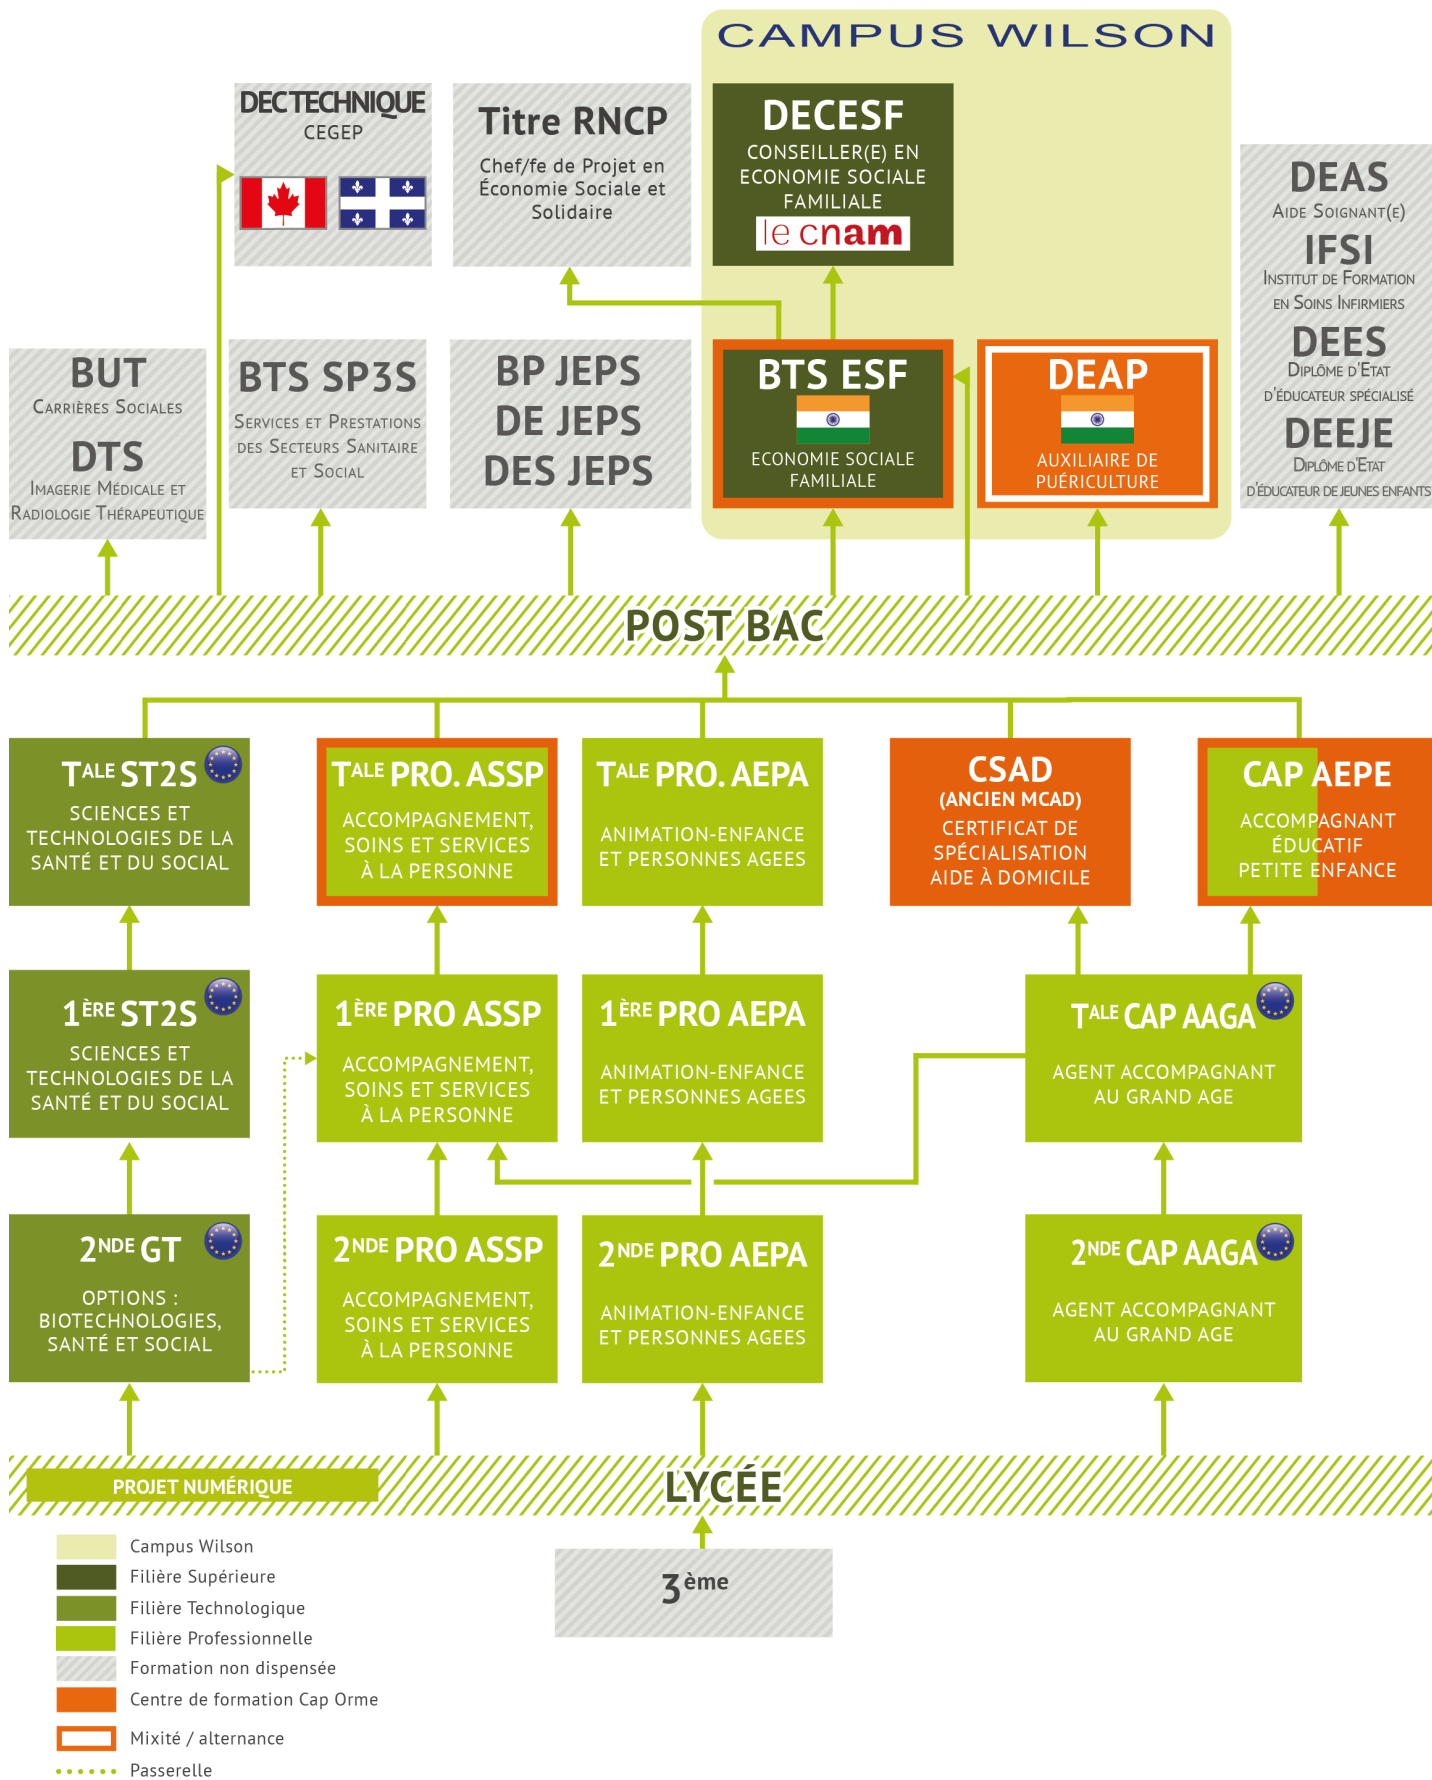 CAMPUS WILSON
DEC TECHNIQUE
CEGEP
Titre RNCP
Chef/fe de Projet en
Économie Sociale et
Solidaire
DECESF
CONSEILLER(E) EN
ECONOMIE SOCIALE
FAMILIALE
le cnam
DEAS
AIDE SOIGNANT(E)
IFSI
INSTITUT DE FORMATION
EN SOINS INFIRMIERS
DEES
DIPLÔME D'ETAT
D'ÉDUCATEUR SPÉCIALISÉ
DEEJE
DIPLÔME D'ETAT
D'ÉDUCATEUR DE JEUNES ENFANTS
BUT
CARRIÈRES SOCIALES
DTS
IMAGERIE MÉDICALE ET
RADIOLOGIE THÉRAPEUTIQUE
BTS SP3S
SERVICES ET PRESTATIONS
DES SECTEURS SANITAIRE
ET SOCIAL
BP JEPS
DE JEPS
DES JEPS
BTS ESF
ECONOMIE SOCIALE
FAMILIALE
DEAP
AUXILIAIRE DE
PUÉRICULTURE
POST BAC
TALE ST2S
SCIENCES ET
TECHNOLOGIES DE LA
SANTÉ ET DU SOCIAL
TALE PRO. ASSP
ACCOMPAGNEMENT,
SOINS ET SERVICES
À LA PERSONNE
TALE PRO. AEPA
ANIMATION-ENFANCE
ET PERSONNES AGEES
CSAD
(ANCIEN MCAD)
CERTIFICAT DE
SPÉCIALISATION
AIDE À DOMICILE
CAP AEPE
ACCOMPAGNANT
ÉDUCATIF
PETITE ENFANCE
1ÈRE ST2S
SCIENCES ET
TECHNOLOGIES DE LA
SANTÉ ET DU SOCIAL
1ÈRE PRO ASSP
ACCOMPAGNEMENT,
SOINS ET SERVICES
À LA PERSONNE
1ÈRE PRO AEPA
ANIMATION-ENFANCE
ET PERSONNES AGEES
TALE CAP AAGA
AGENT ACCOMPAGNANT
AU GRAND AGE
2NDE GT
OPTIONS :
BIOTECHNOLOGIES,
SANTÉ ET SOCIAL
2NDE PRO ASSP
ACCOMPAGNEMENT,
SOINS ET SERVICES
À LA PERSONNE
2NDE PRO AEPA
ANIMATION-ENFANCE
ET PERSONNES AGEES
2NDE CAP AAGA
AGENT ACCOMPAGNANT
AU GRAND AGE
PROJET NUMÉRIQUE
LYCÉE
3ème
Campus Wilson
Filière Supérieure
Filière Technologique
Filière Professionnelle
Formation non dispensée
Centre de formation Cap Orme
Mixité / alternance
Passerelle